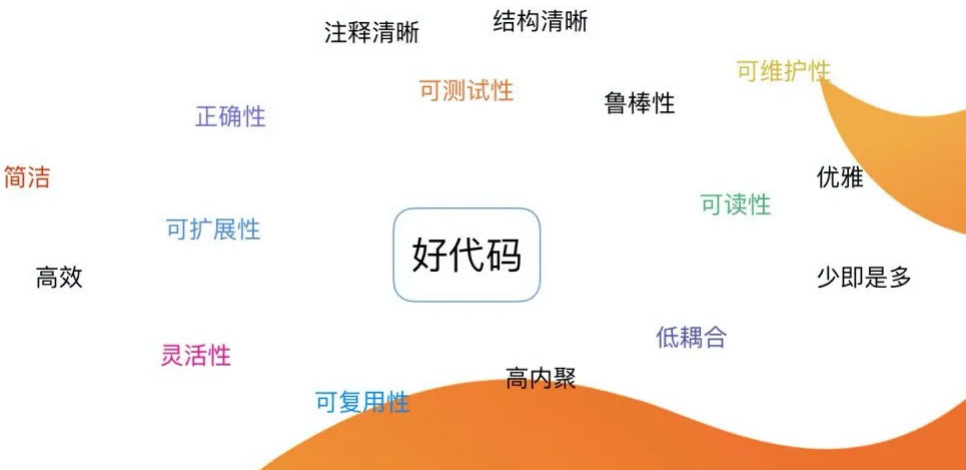 结构清晰
注释清晰
可维护性
可测试性
鲁棒性
正确性
简洁
优雅
可读性
可扩展性
好代码
高效
少即是多
低耦合
灵活性
高内聚
可复用性